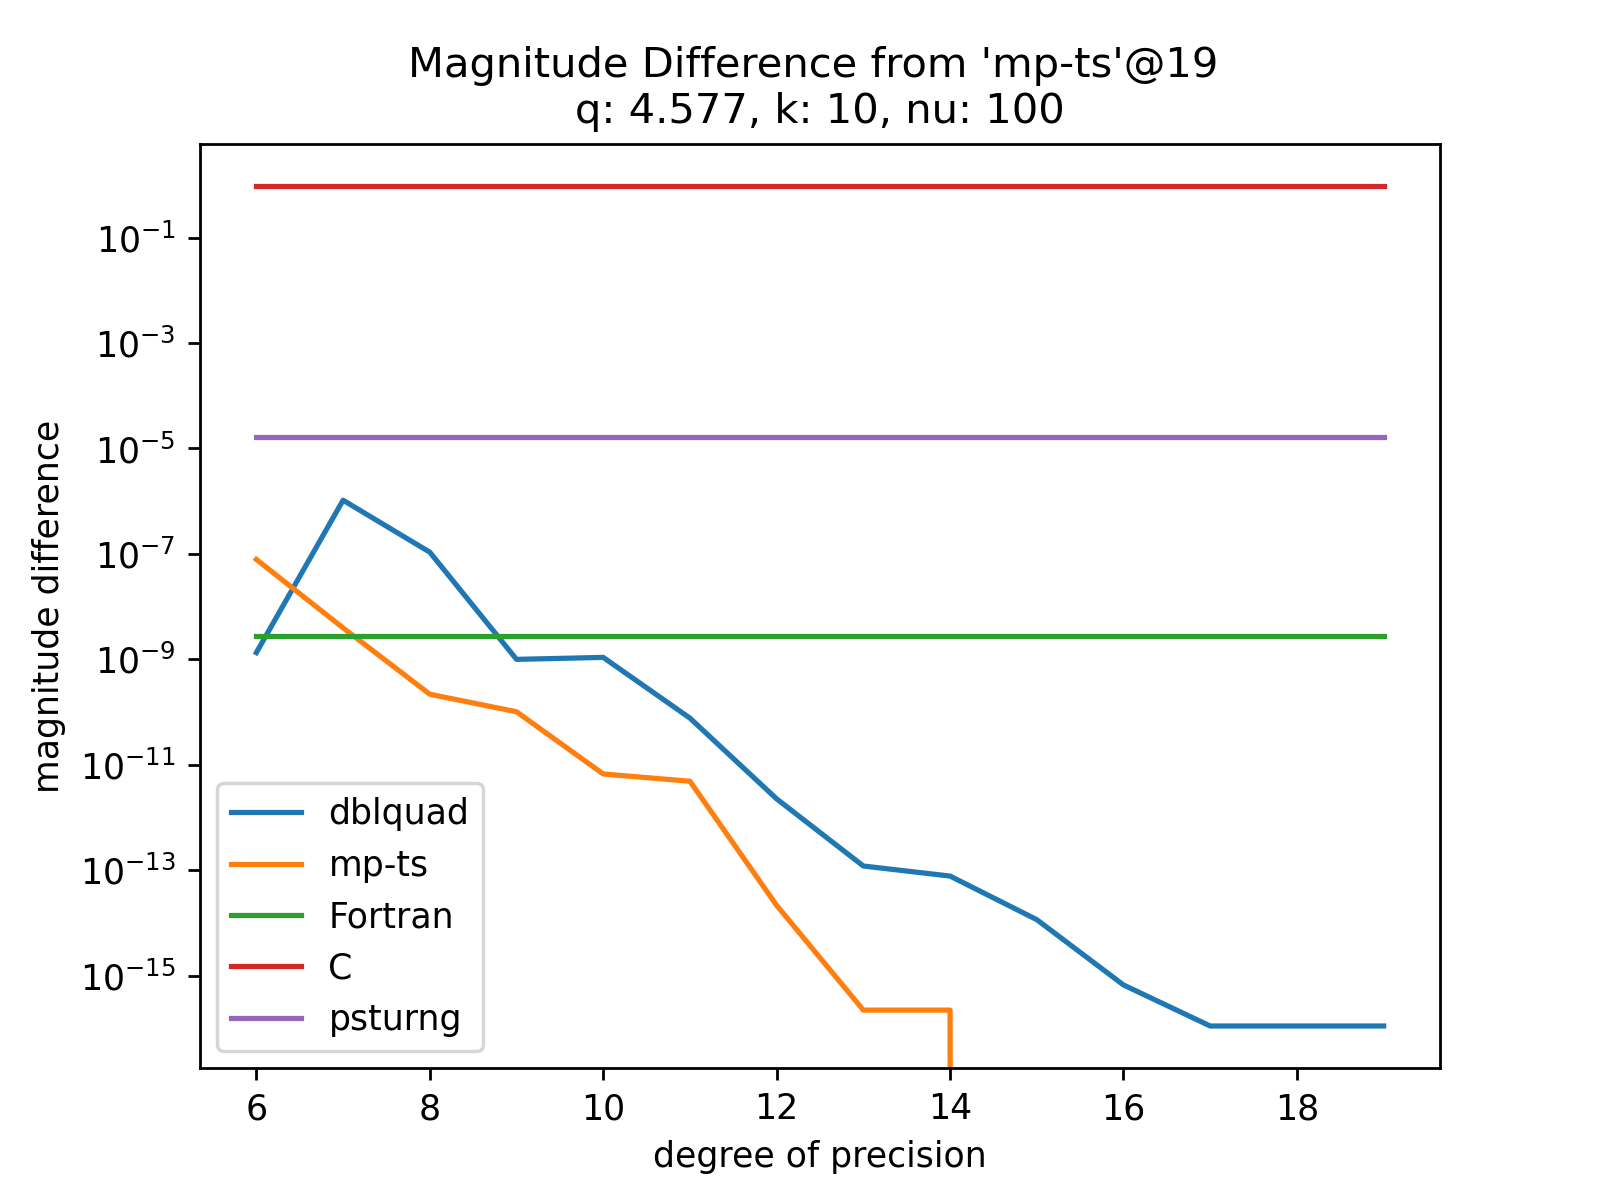 Magnitude Difference from 'mp-ts'@19
q: 4.577, k: 10, nu: 100
magnitude difference
10⁻¹
10⁻³
10⁻⁵
10⁻⁷
10⁻⁹
10⁻¹¹
10⁻¹³
10⁻¹⁵
dblquad
mp-ts
Fortran
C
psturng
6 8 10 12 14 16 18
degree of precision